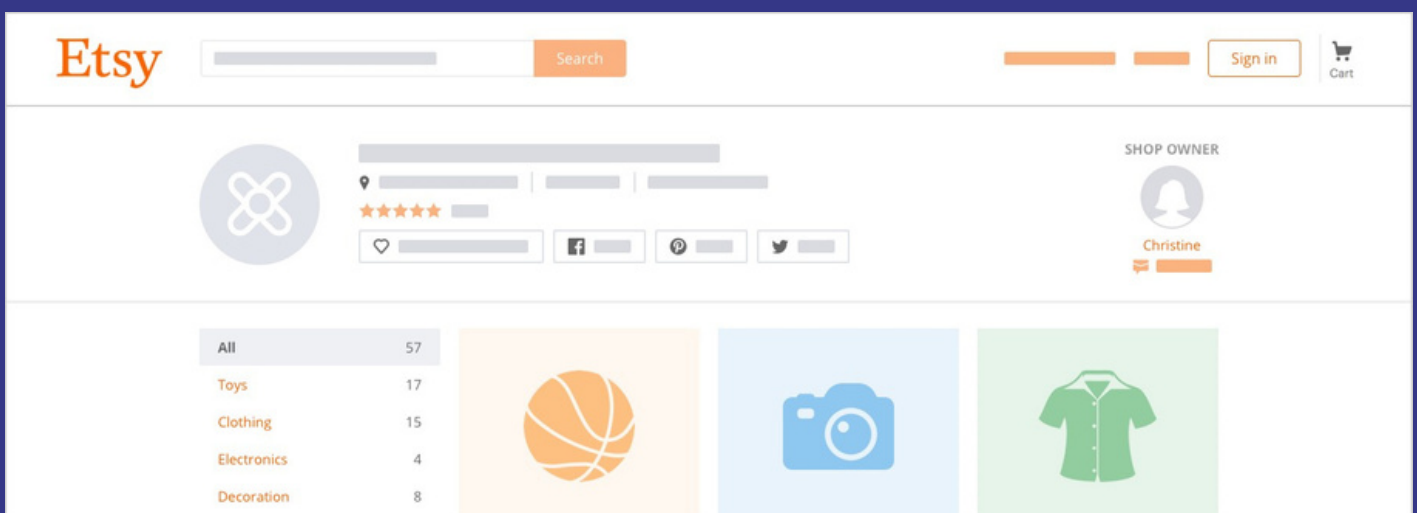 Etsy
Search
Sign in
Cart
SHOP OWNER
Christine
All 57
Toys 17
Clothing 15
Electronics 4
Decoration 8